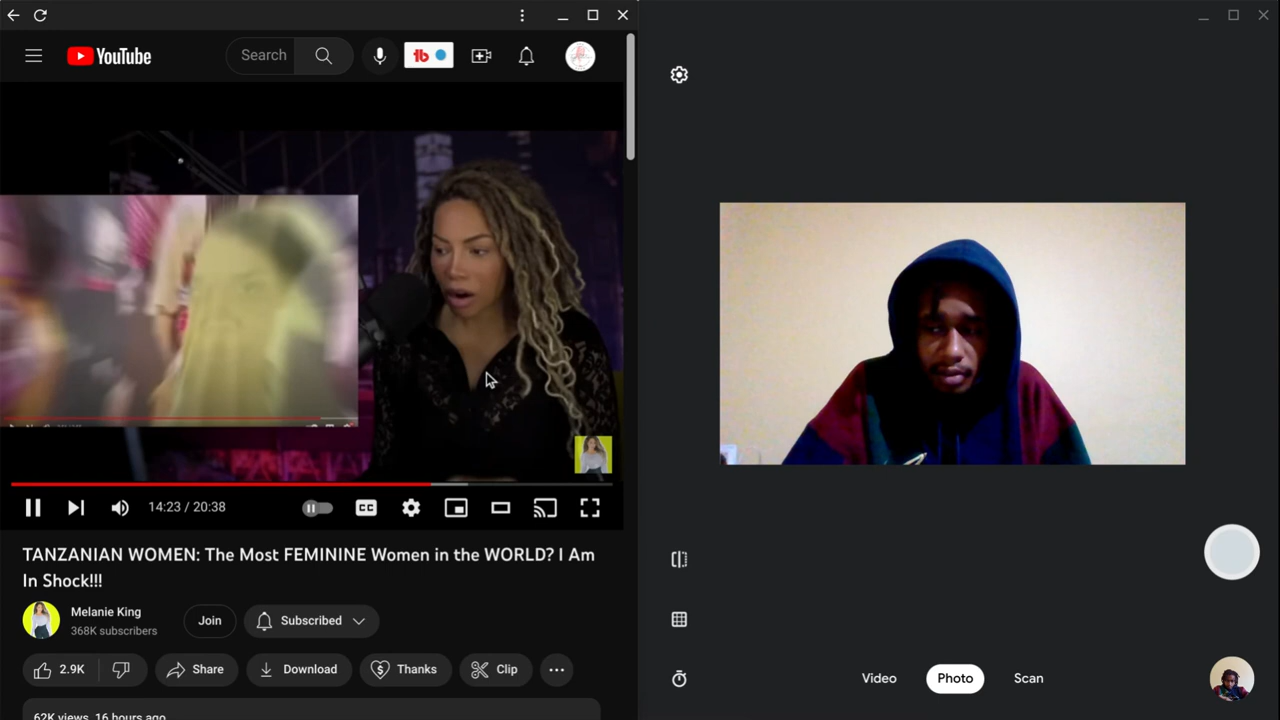 YouTube
Search
14:23 / 20:38
CC
TANZANIAN WOMEN: The Most FEMININE Women in the WORLD? I Am
In Shock!!!
Melanie King
368K subscribers
Join
Subscribed
2.9K
Share
Download
Thanks
Clip
62K views 16 hours ago
Video
Photo
Scan